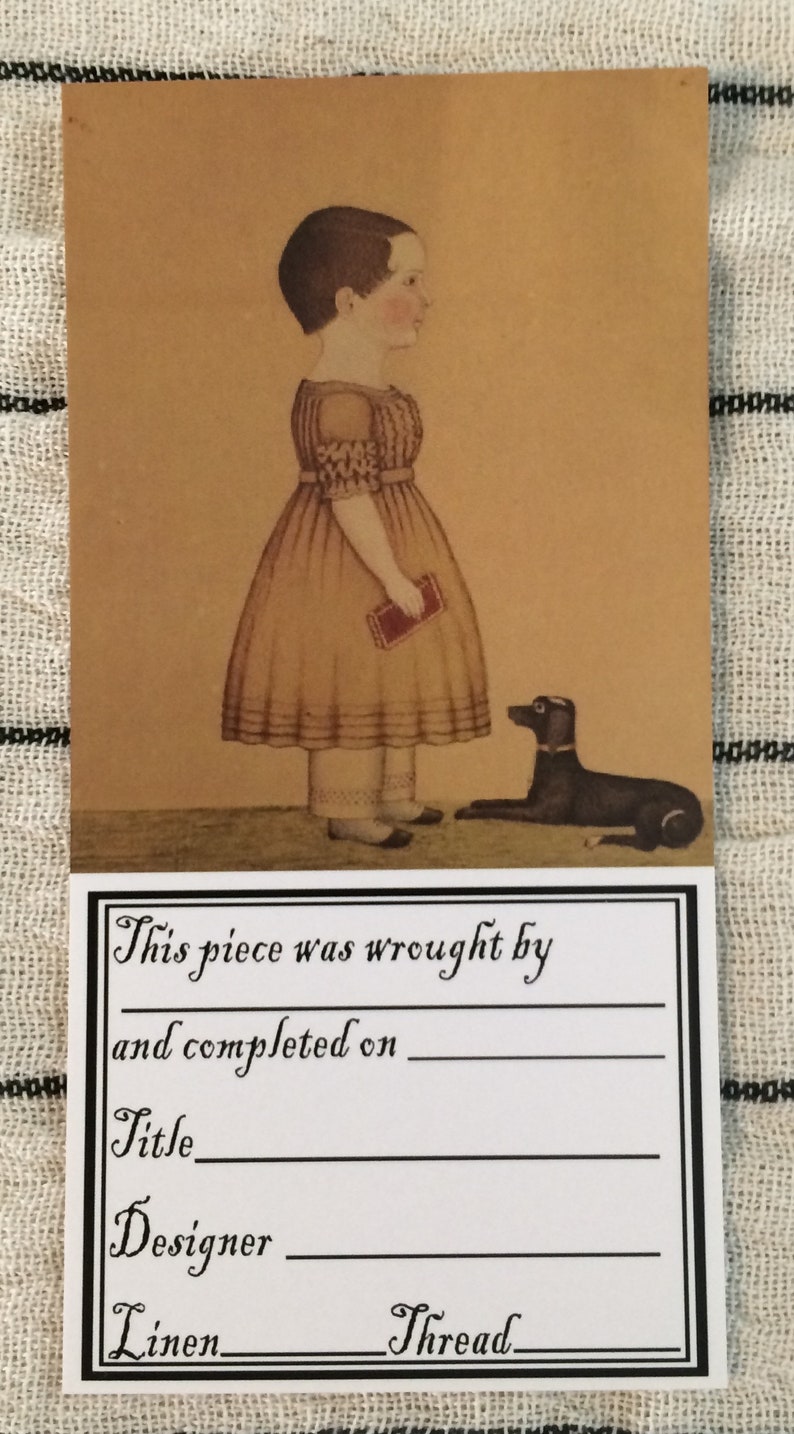 This piece was wrought by
and completed on
Title
Designer
Linen Thread